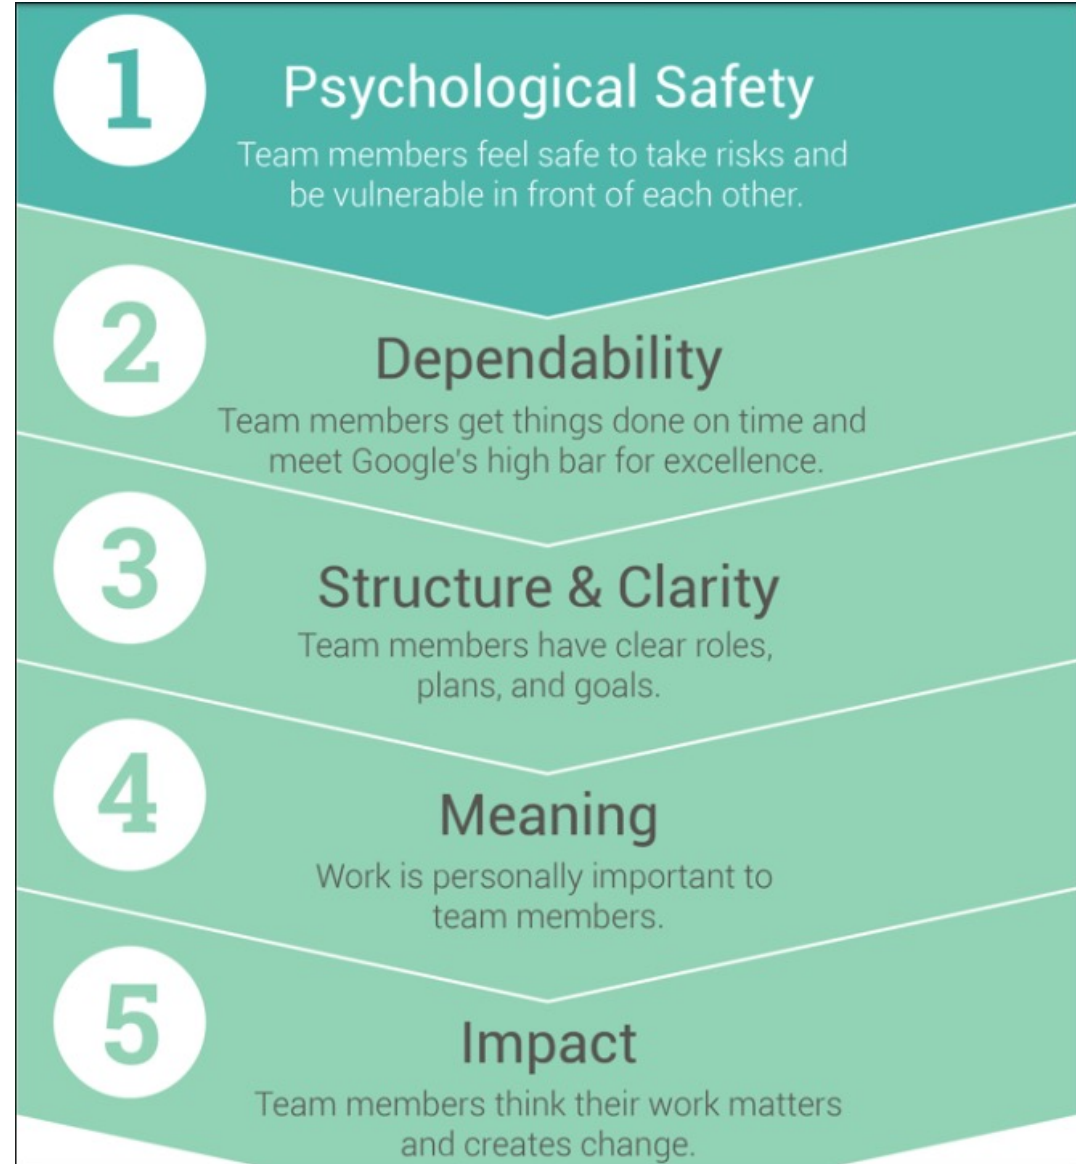 1
Psychological Safety
Team members feel safe to take risks and
be vulnerable in front of each other.
2
Dependability
Team members get things done on time and
meet Google's high bar for excellence.
3
Structure & Clarity
Team members have clear roles,
plans, and goals.
4
Meaning
Work is personally important to
team members.
5
Impact
Team members think their work matters
and creates change.